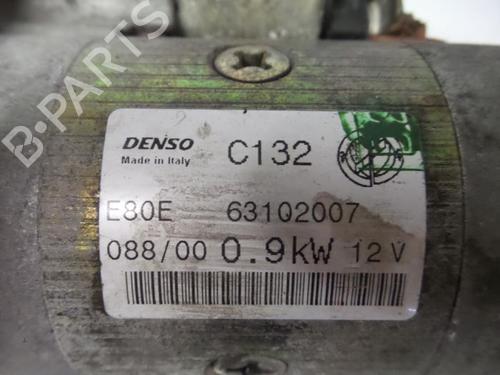 B-PARTS
DENSO C132
Made in Italy
E80E 63102007
088/00 0.9kW 12V